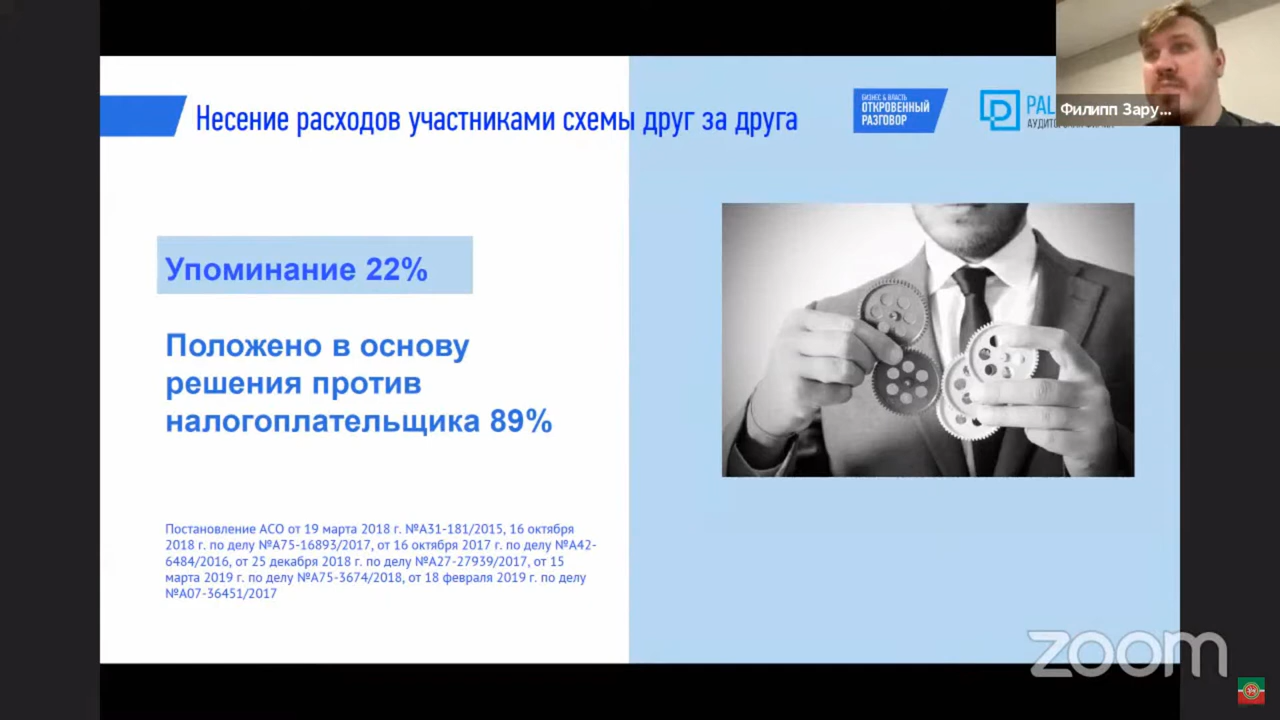 Несение расходов участниками схемы друг за друга
БИЗНЕС & ВЛАСТЬ
ОТКРОВЕННЫЙ
РАЗГОВОР
PAL
Филипп Зару...
Упоминание 22%
Положено в основу
решения против
налогоплательщика 89%
Постановление АСО от 19 марта 2018 г. №А31-181/2015, 16 октября
2018 г. по делу №А75-16893/2017, от 16 октября 2017 г. по делу №А42-
6484/2016, от 25 декабря 2018 г. по делу №А27-27939/2017, от 15
марта 2019 г. по делу №А75-3674/2018, от 18 февраля 2019 г. по делу
№А07-36451/2017
zoom